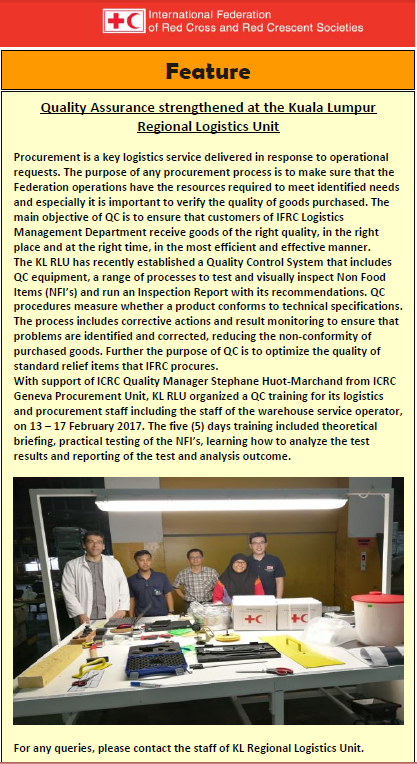 International Federation
of Red Cross and Red Crescent Societies
Feature
Quality Assurance strengthened at the Kuala Lumpur
Regional Logistics Unit
Procurement is a key logistics service delivered in response to operational
requests. The purpose of any procurement process is to make sure that the
Federation operations have the resources required to meet identified needs
and especially it is important to verify the quality of goods purchased. The
main objective of QC is to ensure that customers of IFRC Logistics
Management Department receive goods of the right quality, in the right
place and at the right time, in the most efficient and effective manner.
The KL RLU has recently established a Quality Control System that includes
QC equipment, a range of processes to test and visually inspect Non Food
Items (NFI's) and run an Inspection Report with its recommendations. QC
procedures measure whether a product conforms to technical specifications.
The process includes corrective actions and result monitoring to ensure that
problems are identified and corrected, reducing the non-conformity of
purchased goods. Further the purpose of QC is to optimize the quality of
standard relief items that IFRC procures.
With support of ICRC Quality Manager Stephane Huot-Marchand from ICRC
Geneva Procurement Unit, KL RLU organized a QC training for its logistics
and procurement staff including the staff of the warehouse service operator,
on 13 – 17 February 2017. The five (5) days training included theoretical
briefing, practical testing of the NFI's, learning how to analyze the test
results and reporting of the test and analysis outcome.
For any queries, please contact the staff of KL Regional Logistics Unit.